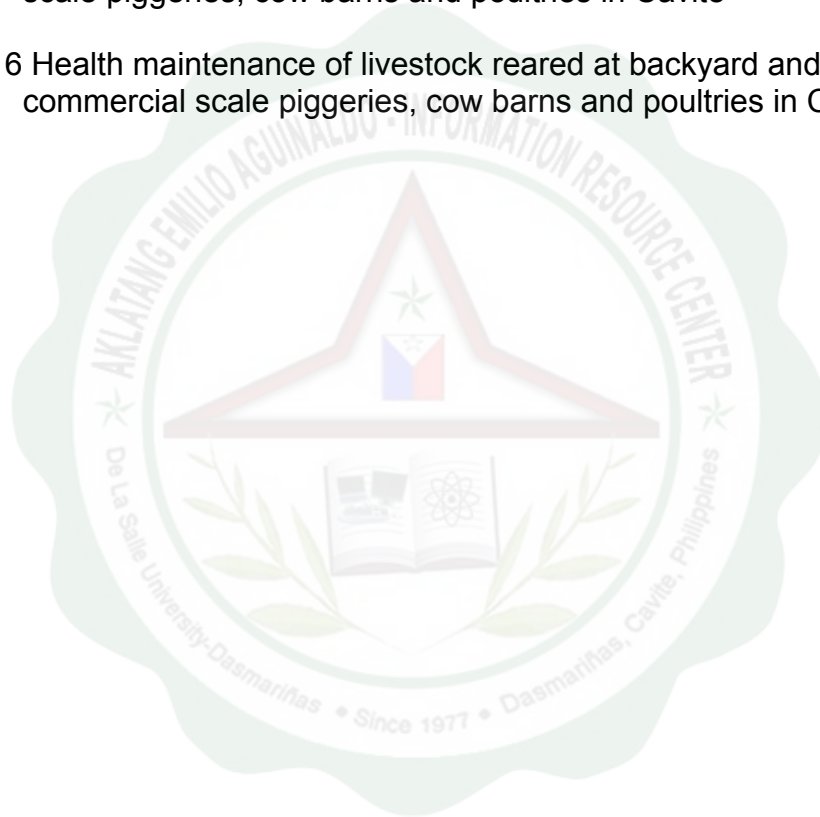 scale piggeries, cow barns and poultries in Cavite
6 Health maintenance of livestock reared at backyard and
commercial scale piggeries, cow barns and poultries in C
AKLATANG EMILIO AGUINALDO - INFORMATION RESOURCE CENTER
De La Salle University-Dasmariñas • Since 1977 • Dasmariñas, Cavite, Philippines